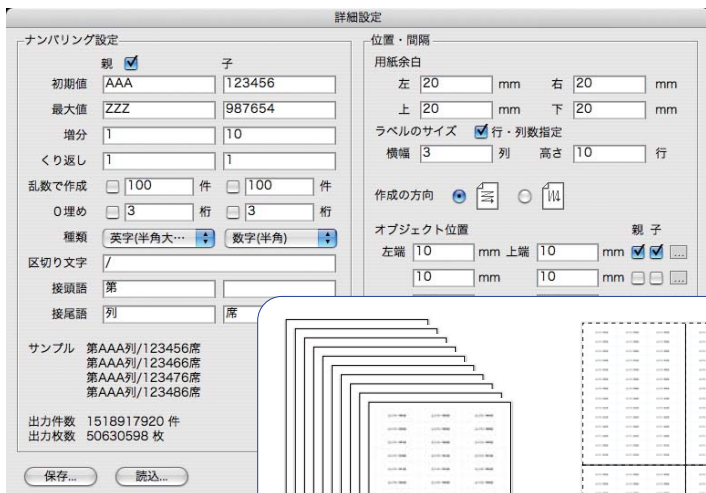 詳細設定
ナンバリング設定
親 子
初期値 AAA 123456
最大値 ZZZ 987654
増分 1 10
くり返し 1 1
乱数で作成 100 件 100 件
0埋め 3 桁 3 桁
種類 英字(半角大… 数字(半角)
区切り文字 /
接頭語 第
接尾語 列 席
サンプル 第AAA列/123456席
第AAA列/123466席
第AAA列/123476席
第AAA列/123486席
出力件数 1518917920 件
出力枚数 50630598 枚
保存... 読込...
位置・間隔
用紙余白
左 20 mm 右 20 mm
上 20 mm 下 20 mm
ラベルのサイズ 行・列数指定
横幅 3 列 高さ 10 行
作成の方向
オブジェクト位置 親 子
左端 10 mm 上端 10 mm ...
10 mm 10 mm ...